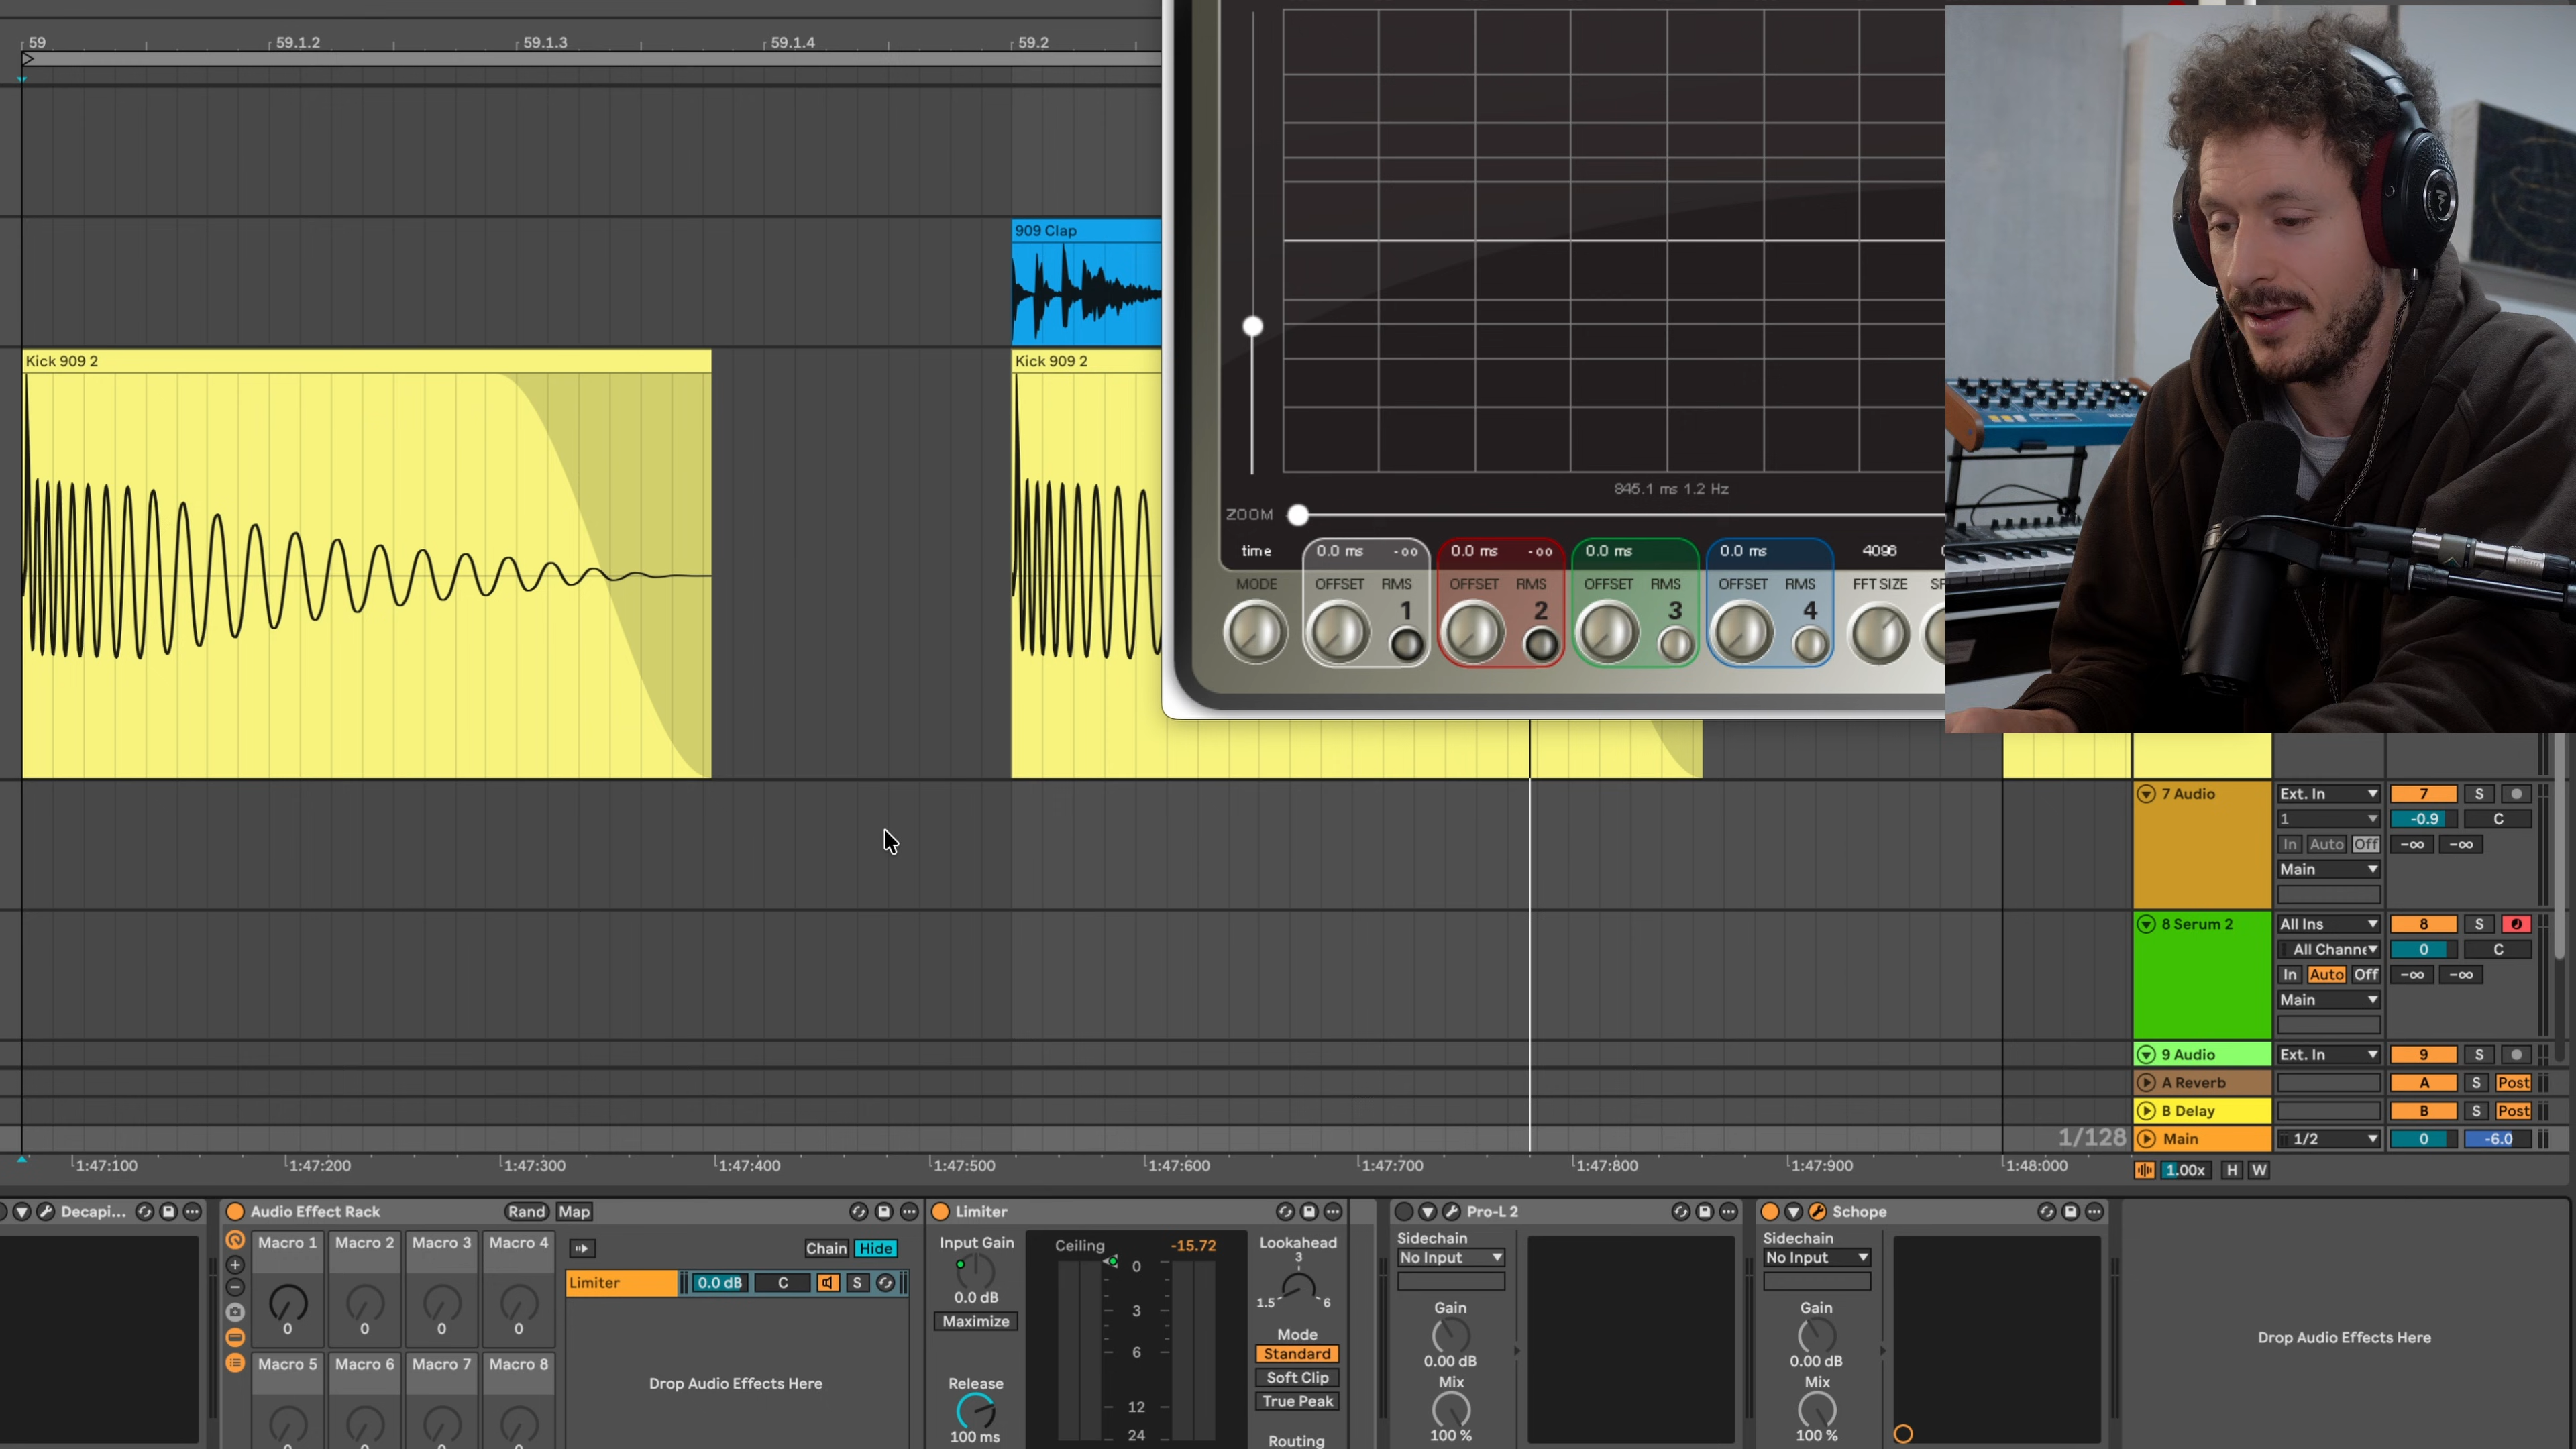 59
59.1.2
59.1.3
59.1.4
59.2
909 Clap
Kick 909 2
Kick 909 2
845.1 ms 1.2 Hz
ZOOM
time
0.0 ms -oo
0.0 ms -oo
0.0 ms
0.0 ms
4096
MODE
OFFSET RMS
OFFSET RMS
OFFSET RMS
OFFSET RMS
FFT SIZE
1
2
3
4
7 Audio
Ext. In
7
S
1
-0.9
C
In Auto Off
-∞ -∞
Main
8 Serum 2
All Ins
8
S
All Channe
0
C
In Auto Off
-∞ -∞
Main
9 Audio
Ext. In
9
S
A Reverb
A
S
Post
B Delay
B
S
Post
1/128
Main
1/2
0
-6.0
1:47:100
1:47:200
1:47:300
1:47:400
1:47:500
1:47:600
1:47:700
1:47:800
1:47:900
1:48:000
1.00x
H
W
Decapi...
Audio Effect Rack
Rand
Map
Macro 1
Macro 2
Macro 3
Macro 4
0
0
0
0
Macro 5
Macro 6
Macro 7
Macro 8
Chain
Hide
Limiter
0.0 dB
C
S
Drop Audio Effects Here
Limiter
Input Gain
0.0 dB
Maximize
Release
100 ms
Ceiling
-15.72
0
3
6
12
24
Lookahead
3
1.5
6
Mode
Standard
Soft Clip
True Peak
Routing
Pro-L 2
Sidechain
No Input
Gain
0.00 dB
Mix
100 %
Schope
Sidechain
No Input
Gain
0.00 dB
Mix
100 %
Drop Audio Effects Here